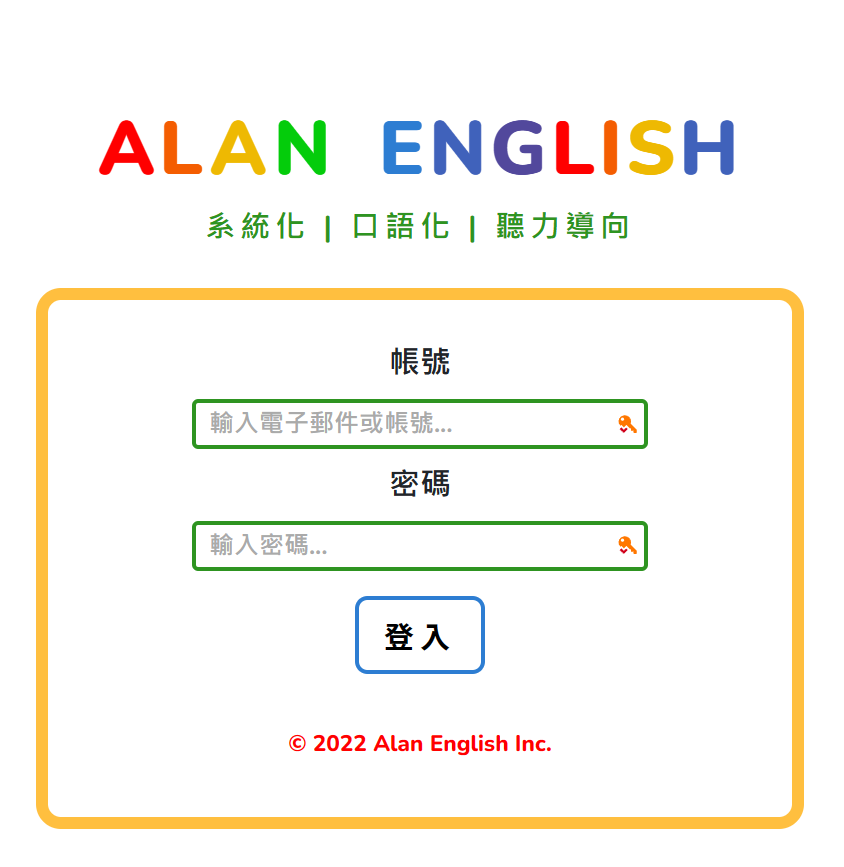 ALAN ENGLISH
系統化 | 口語化 | 聽力導向
帳號
輸入電子郵件或帳號...
密碼
輸入密碼...
登入
© 2022 Alan English Inc.